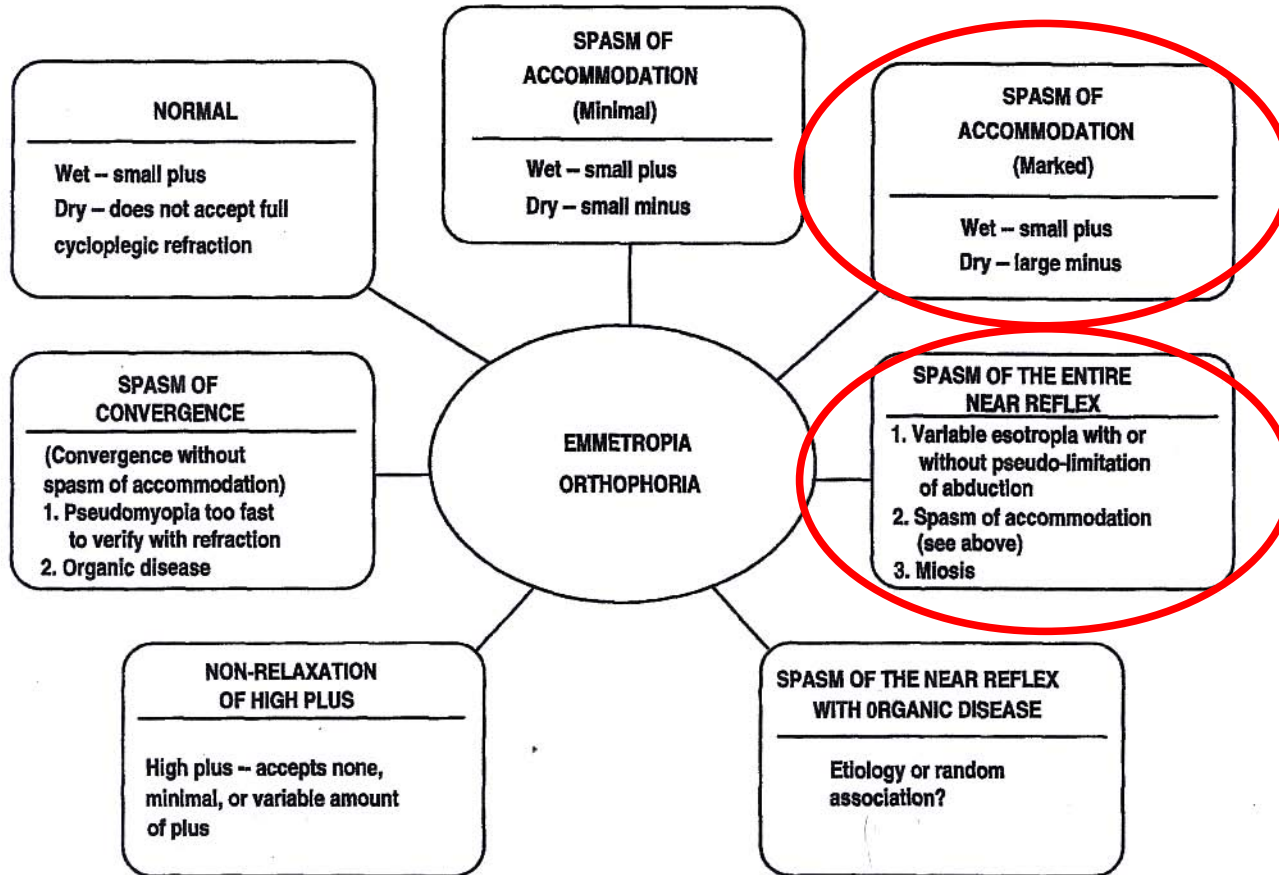 NORMAL
Wet – small plus
Dry – does not accept full
cycloplegic refraction
SPASM OF
ACCOMMODATION
(Minimal)
Wet – small plus
Dry – small minus
SPASM OF
ACCOMMODATION
(Marked)
Wet – small plus
Dry – large minus
SPASM OF
CONVERGENCE
(Convergence without
spasm of accommodation)
1. Pseudomyopia too fast
to verify with refraction
2. Organic disease
EMMETROPIA
ORTHOPHORIA
SPASM OF THE ENTIRE
NEAR REFLEX
1. Variable esotropia with or
without pseudo-limitation
of abduction
2. Spasm of accommodation
(see above)
3. Miosis
NON-RELAXATION
OF HIGH PLUS
High plus – accepts none,
minimal, or variable amount
of plus
SPASM OF THE NEAR REFLEX
WITH ORGANIC DISEASE
Etiology or random
association?